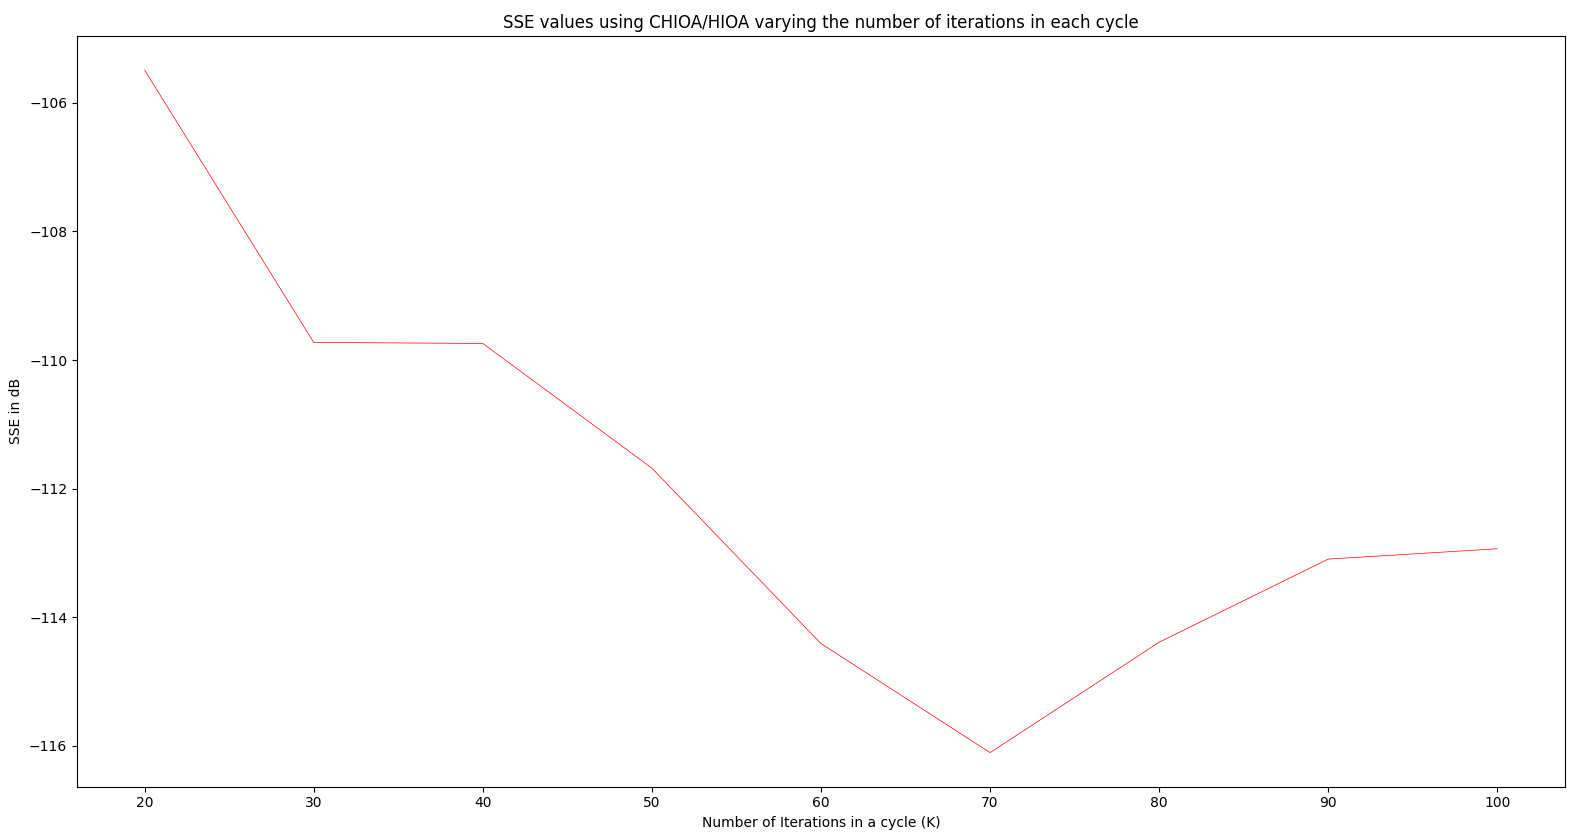 SSE values using CHIOA/HIOA varying the number of iterations in each cycle
−106
−108
−110
−112
−114
−116
SSE in dB
20 30 40 50 60 70 80 90 100
Number of Iterations in a cycle (K)